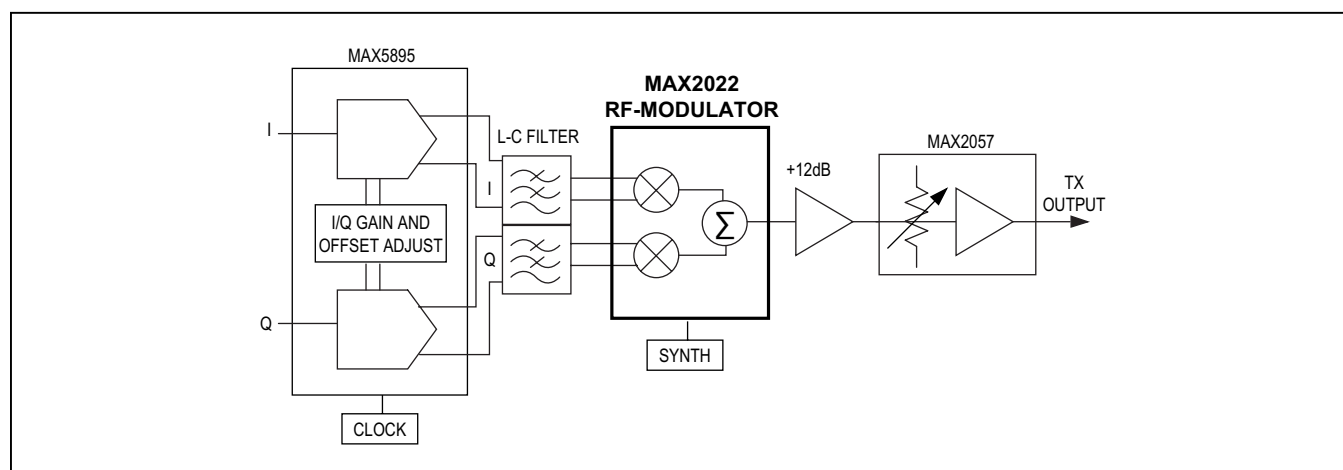 MAX5895
I
I/Q GAIN AND
OFFSET ADJUST
Q
CLOCK
L-C FILTER
I
Q
MAX2022
RF-MODULATOR
Σ
SYNTH
+12dB
MAX2057
TX
OUTPUT